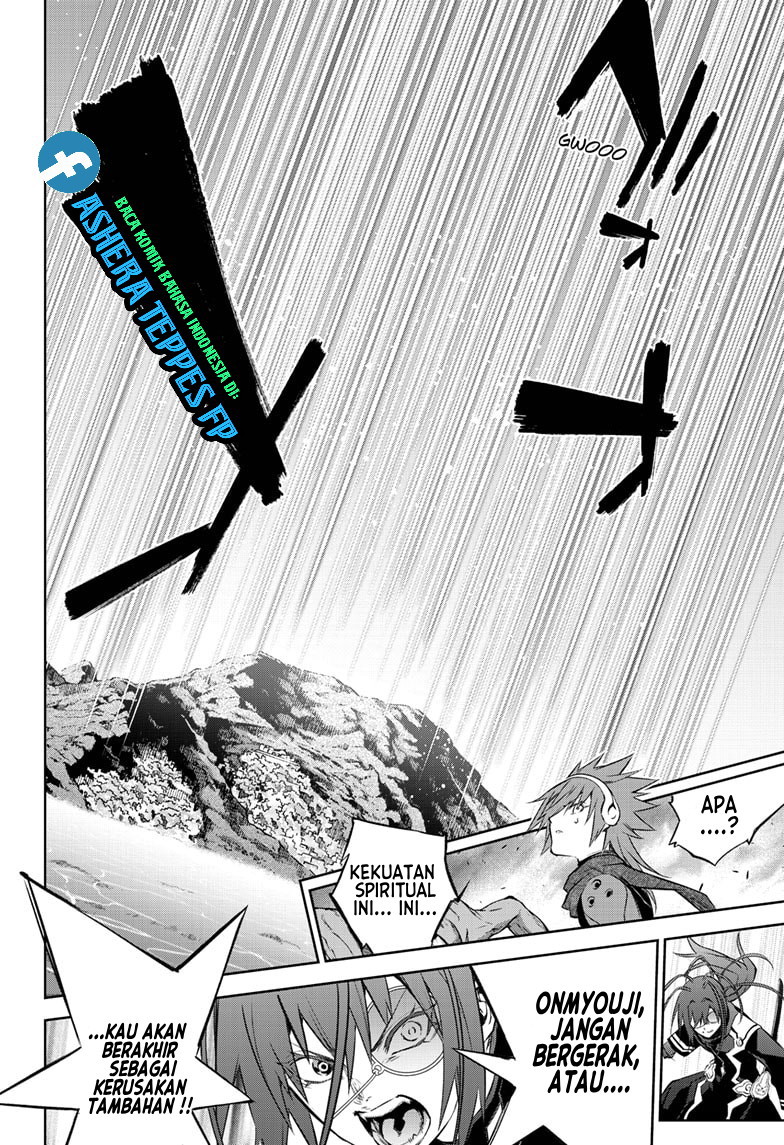 GWOOO
f
BACA KOMIK BAHASA INDONESIA DI:
ASHERA TEPPES FP
APA
....?
KEKUATAN
SPIRITUAL
INI... INI...
ONMYOUJI,
JANGAN
BERGERAK,
ATAU....
...KAU AKAN
BERAKHIR
SEBAGAI
KERUSAKAN
TAMBAHAN !!